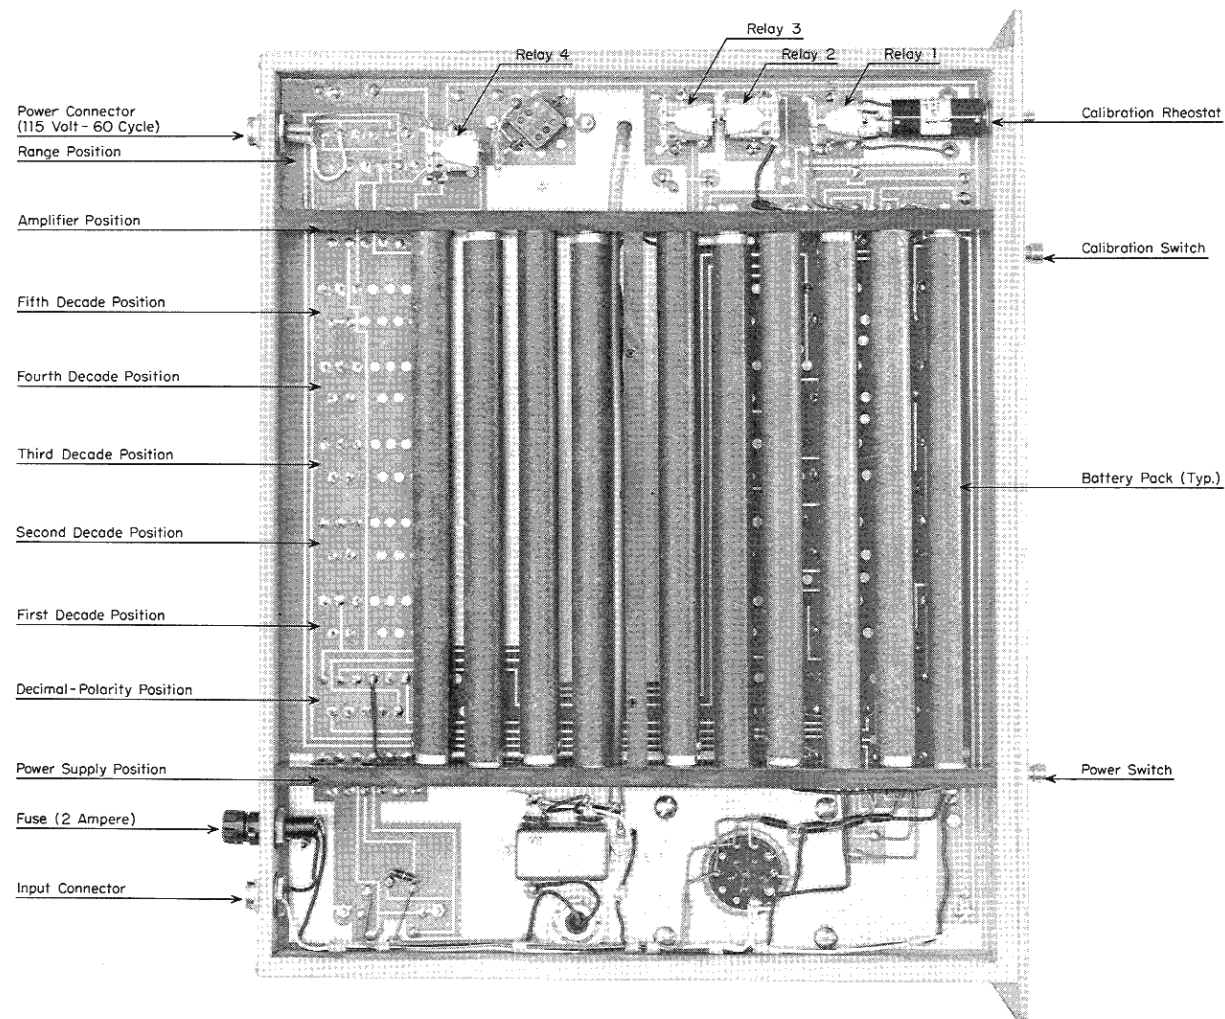 Relay 3
Relay 4
Relay 2
Relay 1
Power Connector
(115 Volt-60 Cycle)
Range Position
Amplifier Position
Fifth Decade Position
Fourth Decade Position
Third Decade Position
Second Decade Position
First Decade Position
Decimal-Polarity Position
Power Supply Position
Fuse (2 Ampere)
Input Connector
Calibration Rheostat
Calibration Switch
Battery Pack (Typ.)
Power Switch